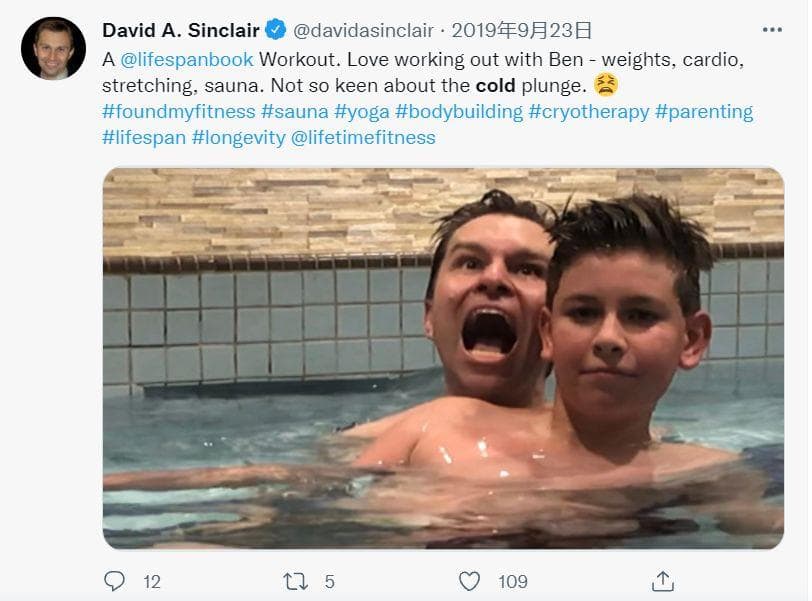 David A. Sinclair @davidasinclair · 2019年9月23日
A @lifespanbook Workout. Love working out with Ben - weights, cardio,
stretching, sauna. Not so keen about the cold plunge. 😫
#foundmyfitness #sauna #yoga #bodybuilding #cryotherapy #parenting
#lifespan #longevity @lifetimefitness
12 5 109